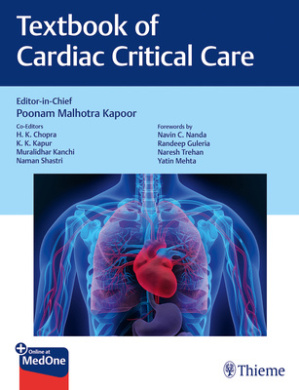 Textbook of
Cardiac Critical Care
Editor-in-Chief
Poonam Malhotra Kapoor
Co-Editors
H. K. Chopra
K. K. Kapur
Muralidhar Kanchi
Naman Shastri
Forewords by
Navin C. Nanda
Randeep Guleria
Naresh Trehan
Yatin Mehta
+ Online at
MedOne
Thieme